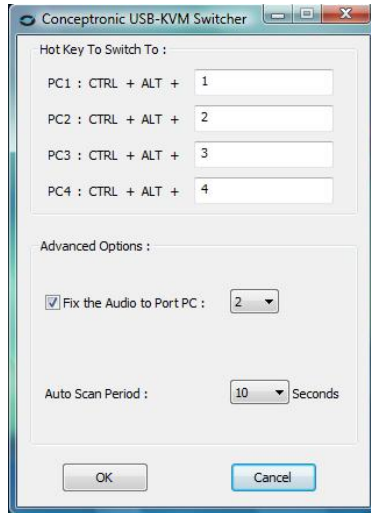 Conceptronic USB-KVM Switcher
Hot Key To Switch To :
PC1 : CTRL + ALT + 1
PC2 : CTRL + ALT + 2
PC3 : CTRL + ALT + 3
PC4 : CTRL + ALT + 4
Advanced Options :
Fix the Audio to Port PC : 2
Auto Scan Period : 10 Seconds
OK Cancel